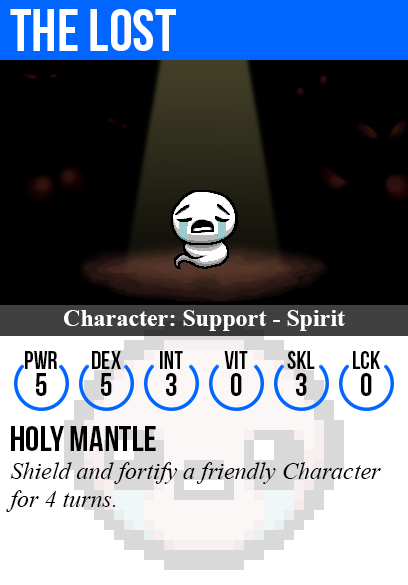 THE LOST
Character: Support - Spirit
PWR DEX INT VIT SKL LCK
5 5 3 0 3 0
HOLY MANTLE
Shield and fortify a friendly Character
for 4 turns.